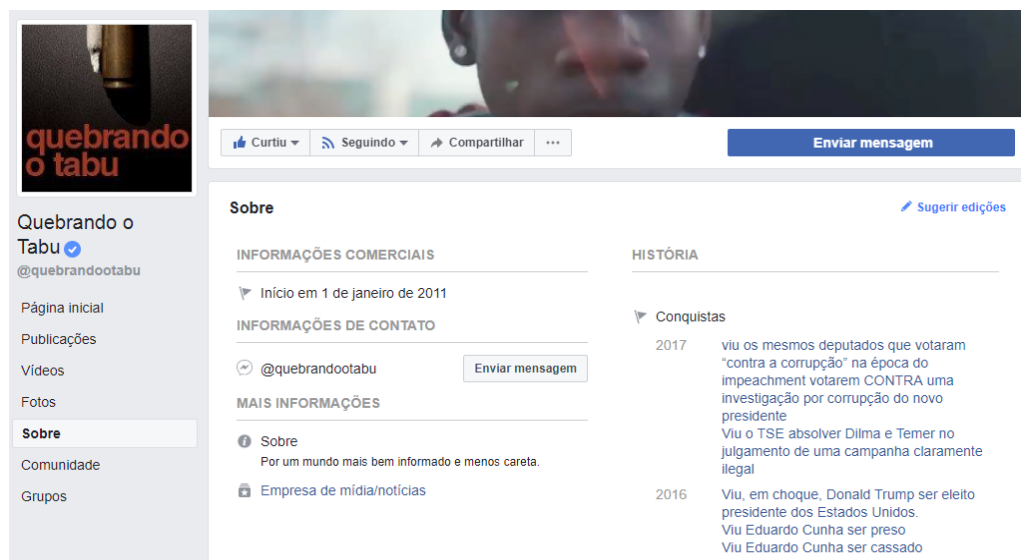 quebrando
o tabu
Quebrando o
Tabu
@quebrandootabu
Página inicial
Publicações
Vídeos
Fotos
Sobre
Comunidade
Grupos
Curtiu
Seguindo
Compartilhar
...
Enviar mensagem
Sobre
Sugerir edições
INFORMAÇÕES COMERCIAIS
Início em 1 de janeiro de 2011
INFORMAÇÕES DE CONTATO
@quebrandootabu
Enviar mensagem
MAIS INFORMAÇÕES
Sobre
Por um mundo mais bem informado e menos careta.
Empresa de mídia/notícias
HISTÓRIA
Conquistas
2017
viu os mesmos deputados que votaram
“contra a corrupção” na época do
impeachment votarem CONTRA uma
investigação por corrupção do novo
presidente
Viu o TSE absolver Dilma e Temer no
julgamento de uma campanha claramente
ilegal
2016
Viu, em choque, Donald Trump ser eleito
presidente dos Estados Unidos.
Viu Eduardo Cunha ser preso
Viu Eduardo Cunha ser cassado